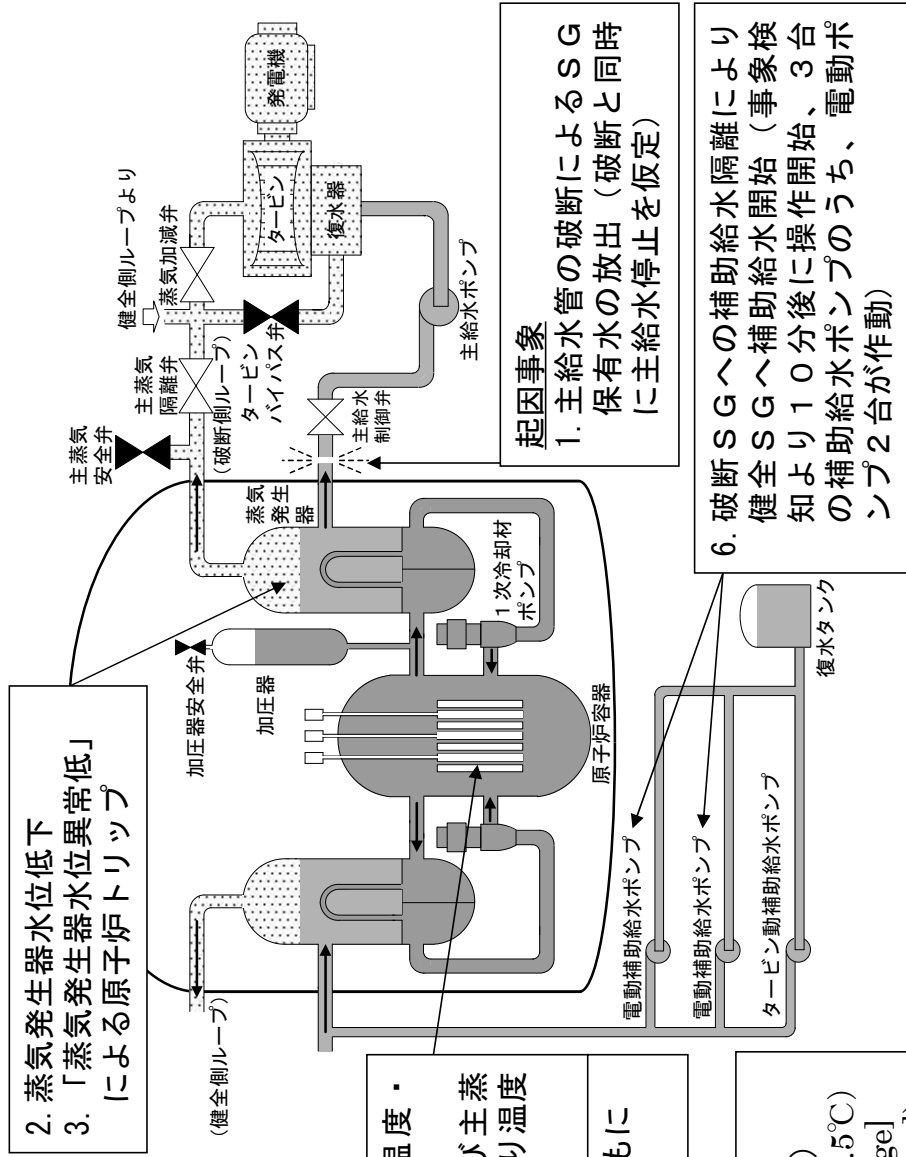 2. 蒸気発生器水位低下
3. 「蒸気発生器水位異常低」
による原子炉トリップ
(健全側ループ)
加圧器安全弁
加圧器
主蒸気
安全弁
主蒸気
隔離弁
(破断側ループ)
健全側ループより
蒸気加減弁
タービン
バイパス弁
タービン
発電機
復水器
主給水ポンプ
主給水
制御弁
蒸気
発生
器
1次冷却材
ポンプ
原子炉容器
起因事象
1. 主給水管の破断によるSG
保有水の放出(破断と同時
に主給水停止を仮定)
6. 破断SGへの補助給水隔離により
健全SGへ補助給水開始(事象検
知より10分後に操作開始、3台
の補助給水ポンプのうち、電動ポ
ンプ2台が作動)
電動補助給水ポンプ
電動補助給水ポンプ
タービン動補助給水ポンプ
復水タンク
温度・
び主蒸
り温度
もに
)
.5℃)
ge]